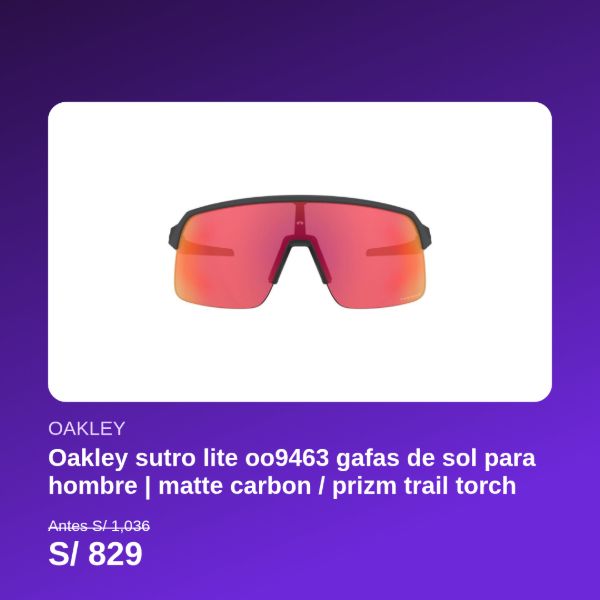 OAKLEY
Oakley sutro lite oo9463 gafas de sol para
hombre | matte carbon / prizm trail torch
Antes S/ 1,036
S/ 829